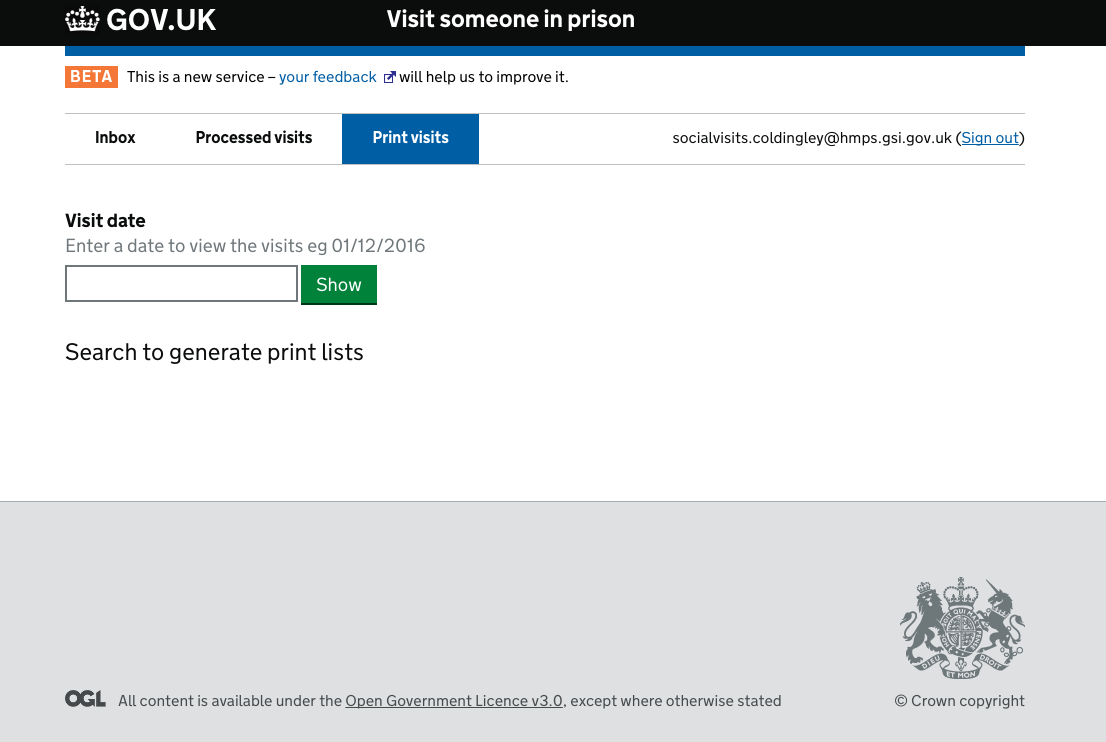 GOV.UK Visit someone in prison
BETA This is a new service – your feedback will help us to improve it.
Inbox Processed visits Print visits socialvisits.coldingley@hmps.gsi.gov.uk (Sign out)
Visit date
Enter a date to view the visits eg 01/12/2016
Show
Search to generate print lists
DIEU ET MON DROIT
OGL All content is available under the Open Government Licence v3.0, except where otherwise stated © Crown copyright